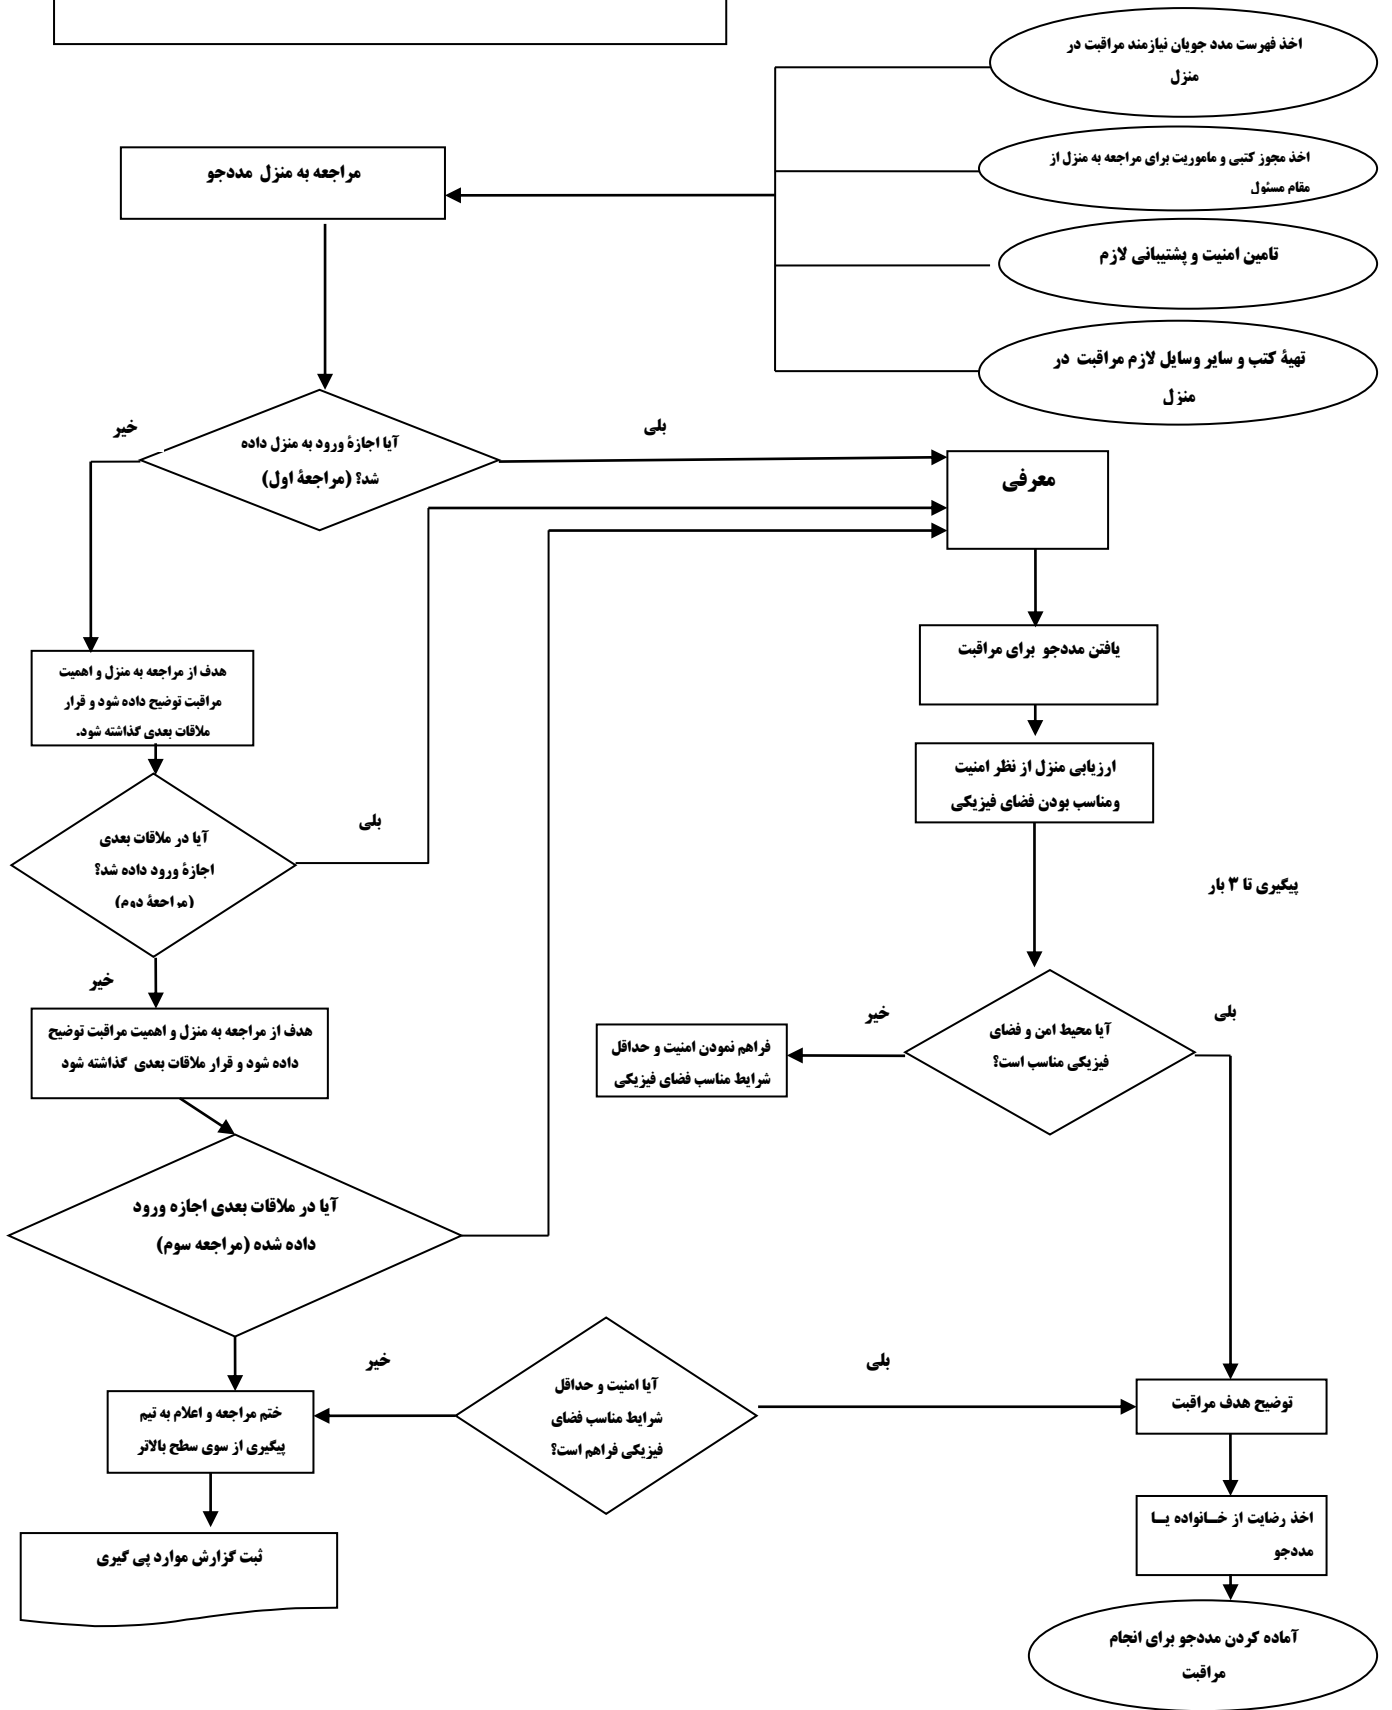 اخذ فهرست مدد جویان نیازمند مراقبت در
منزل
اخذ مجوز کتبی و ماموریت برای مراجعه به منزل از
مقام مسئول
تامین امنیت و پشتیبانی لازم
تهیۀ کتب و سایر وسایل لازم مراقبت در
منزل
مراجعه به منزل مددجو
آیا اجازۀ ورود به منزل داده
شد؟ (مراجعۀ اول)
بلی
خیر
معرفی
یافتن مددجو برای مراقبت
ارزیابی منزل از نظر امنیت
ومناسب بودن فضای فیزیکی
هدف از مراجعه به منزل و اهمیت
مراقبت توضیح داده شود و قرار
ملاقات بعدی گذاشته شود.
آیا در ملاقات بعدی
اجازۀ ورود داده شد؟
(مراجعۀ دوم)
بلی
خیر
پیگیری تا ۳ بار
هدف از مراجعه به منزل و اهمیت مراقبت توضیح
داده شود و قرار ملاقات بعدی گذاشته شود
آیا محیط امن و فضای
فیزیکی مناسب است؟
بلی
خیر
فراهم نمودن امنیت و حداقل
شرایط مناسب فضای فیزیکی
آیا در ملاقات بعدی اجازه ورود
داده شده (مراجعه سوم)
آیا امنیت و حداقل
شرایط مناسب فضای
فیزیکی فراهم است؟
بلی
خیر
ختم مراجعه و اعلام به تیم
پیگیری از سوی سطح بالاتر
ثبت گزارش موارد پی گیری
توضیح هدف مراقبت
اخذ رضایت از خــانواده یــا
مددجو
آماده کردن مددجو برای انجام
مراقبت